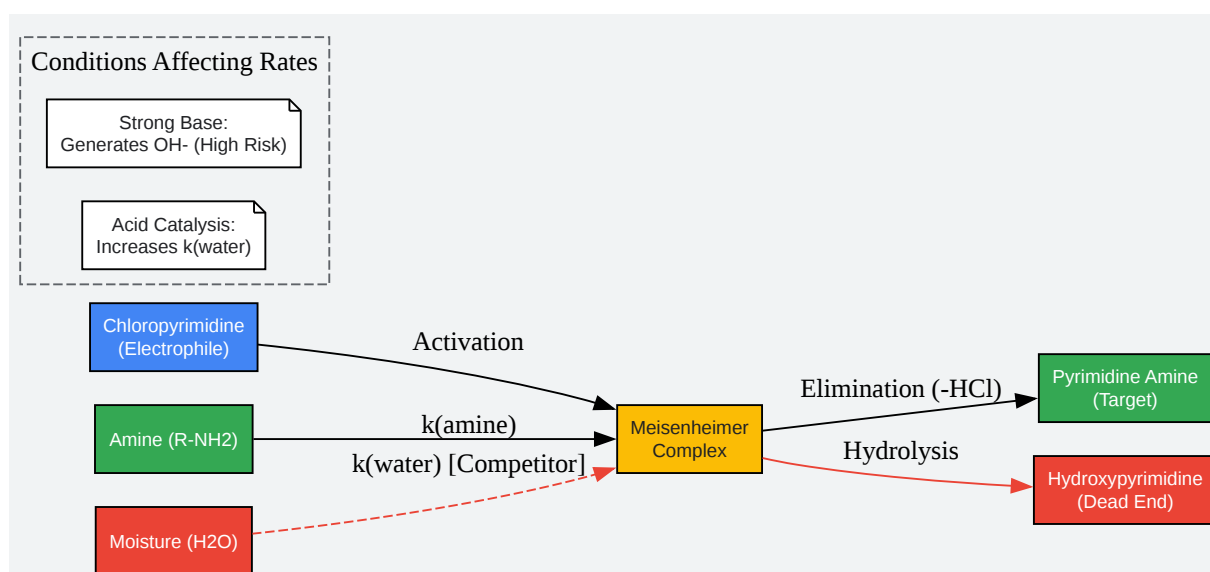 Conditions Affecting Rates
Strong Base:
Generates OH- (High Risk)
Acid Catalysis:
Increases k(water)
Chloropyrimidine
(Electrophile)
Activation
Amine (R-NH2)
k(amine)
k(water) [Competitor]
Moisture (H2O)
Meisenheimer
Complex
Elimination (-HCl)
Hydrolysis
Pyrimidine Amine
(Target)
Hydroxypyrimidine
(Dead End)